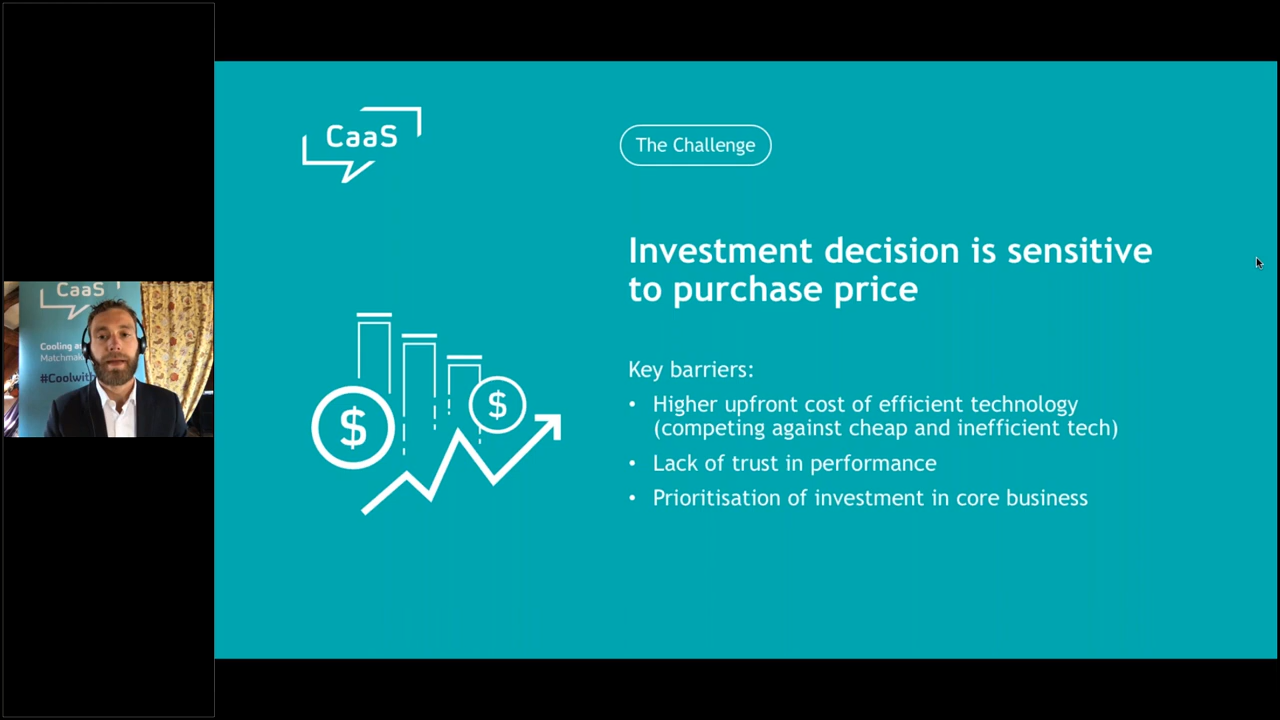 CaaS
The Challenge
Investment decision is sensitive
to purchase price
Key barriers:
• Higher upfront cost of efficient technology
(competing against cheap and inefficient tech)
• Lack of trust in performance
• Prioritisation of investment in core business
$
$
CaaS
Cooling